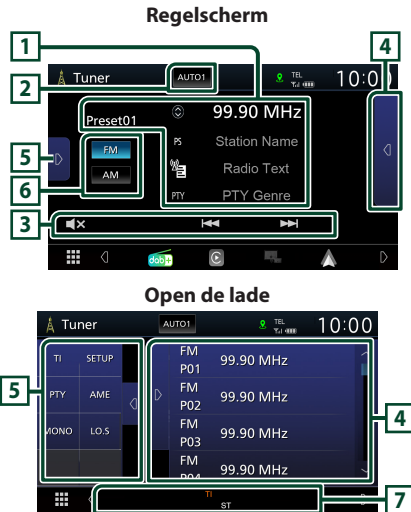 Regelscherm
1
4
2
Tuner
AUTO1
TEL
10:00
Preset01
99.90 MHz
5
6
FM
AM
PS
Station Name
Radio Text
PTY
PTY Genre
3
dab+
Open de lade
Tuner
AUTO1
TEL
10:00
5
TI
SETUP
PTY
AME
MONO
LO.S
FM
P01
99.90 MHz
FM
P02
99.90 MHz
FM
P03
99.90 MHz
FM
P04
99.90 MHz
4
TI
ST
7